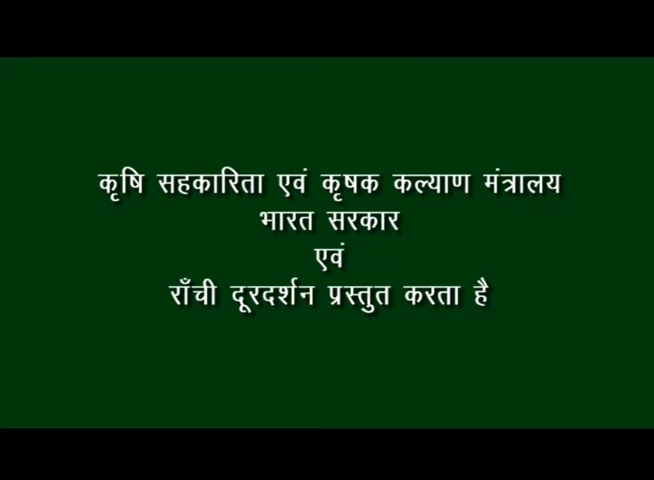 कृषि सहकारिता एवं कृषक कल्याण मंत्रालय
भारत सरकार
एवं
राँची दूरदर्शन प्रस्तुत करता है